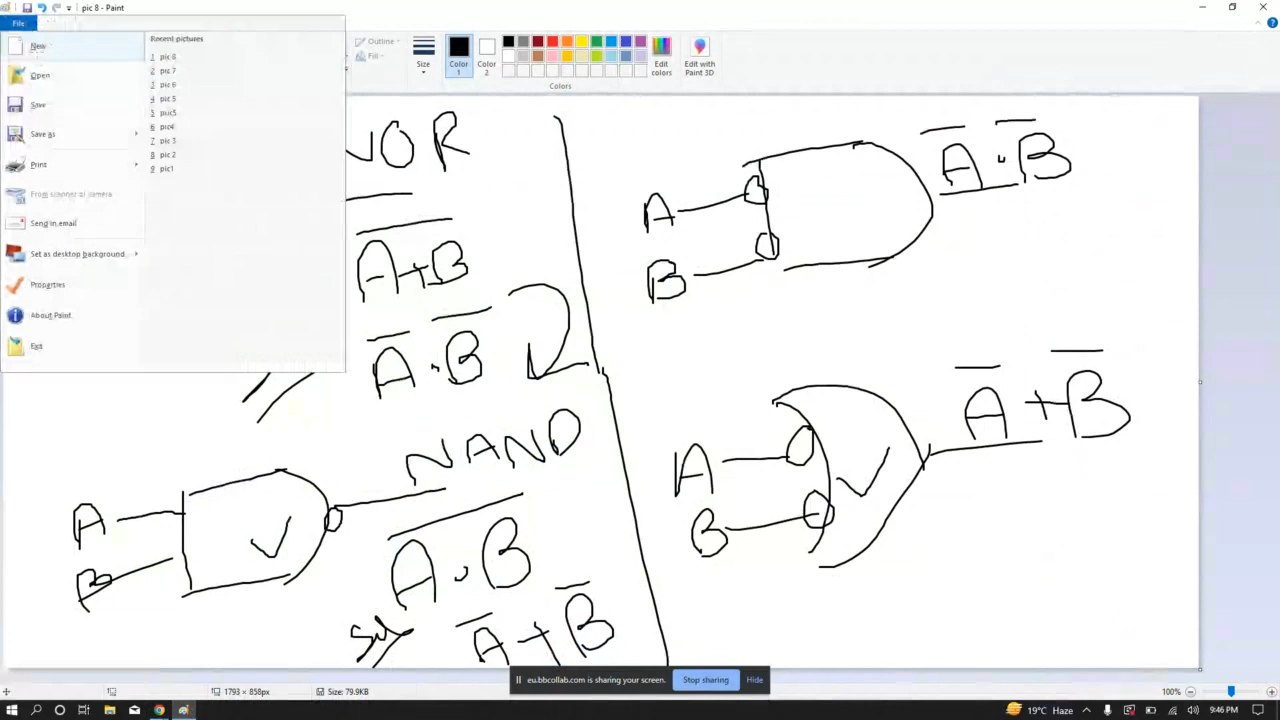 pic 8 - Paint
File
New
Open
Save
Save as
Print
From scanner or camera
Send in email
Set as desktop background
Properties
About Paint
Exit
Recent pictures
1 pic 8
2 pic 7
3 pic 6
4 pic 5
5 pic5
6 pic4
7 pic 3
8 pic 2
9 pic1
Outline
Fill
Size
Color 1
Color 2
Edit colors
Edit with Paint 3D
Colors
NOR
A̅+̅B̅
A̅ · B̅
A
B
NAND
A̅ ·̅ B̅
A̅ + B̅
A
B
A̅ · B̅
A
B
A̅ + B̅
eu.bbcollab.com is sharing your screen.
Stop sharing
Hide
1793 × 858px
Size: 79.9KB
100%
19°C Haze
9:46 PM